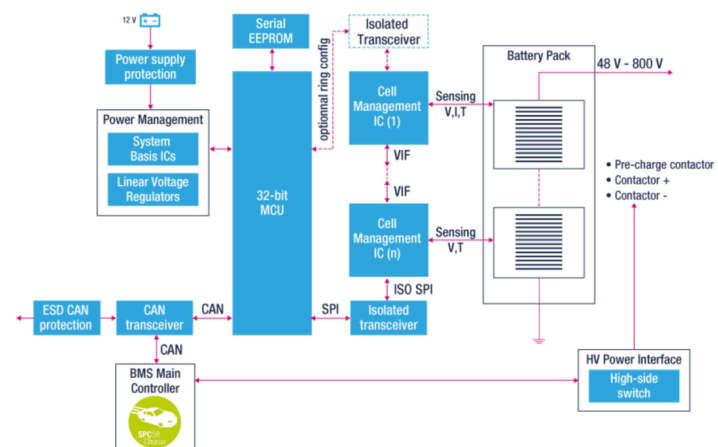 12 V
Power supply
protection
Power Management
System
Basis ICs
Linear Voltage
Regulators
Serial
EEPROM
32-bit
MCU
optionnal ring config
Isolated
Transceiver
Cell
Management
IC (1)
VIF
VIF
Cell
Management
IC (n)
ISO SPI
Isolated
transceiver
SPI
Sensing
V,I,T
Sensing
V,T
Battery Pack
48 V - 800 V
• Pre-charge contactor
• Contactor +
• Contactor -
ESD CAN
protection
CAN
transceiver
CAN
CAN
BMS Main
Controller
SPC58
Chorus
HV Power Interface
High-side
switch